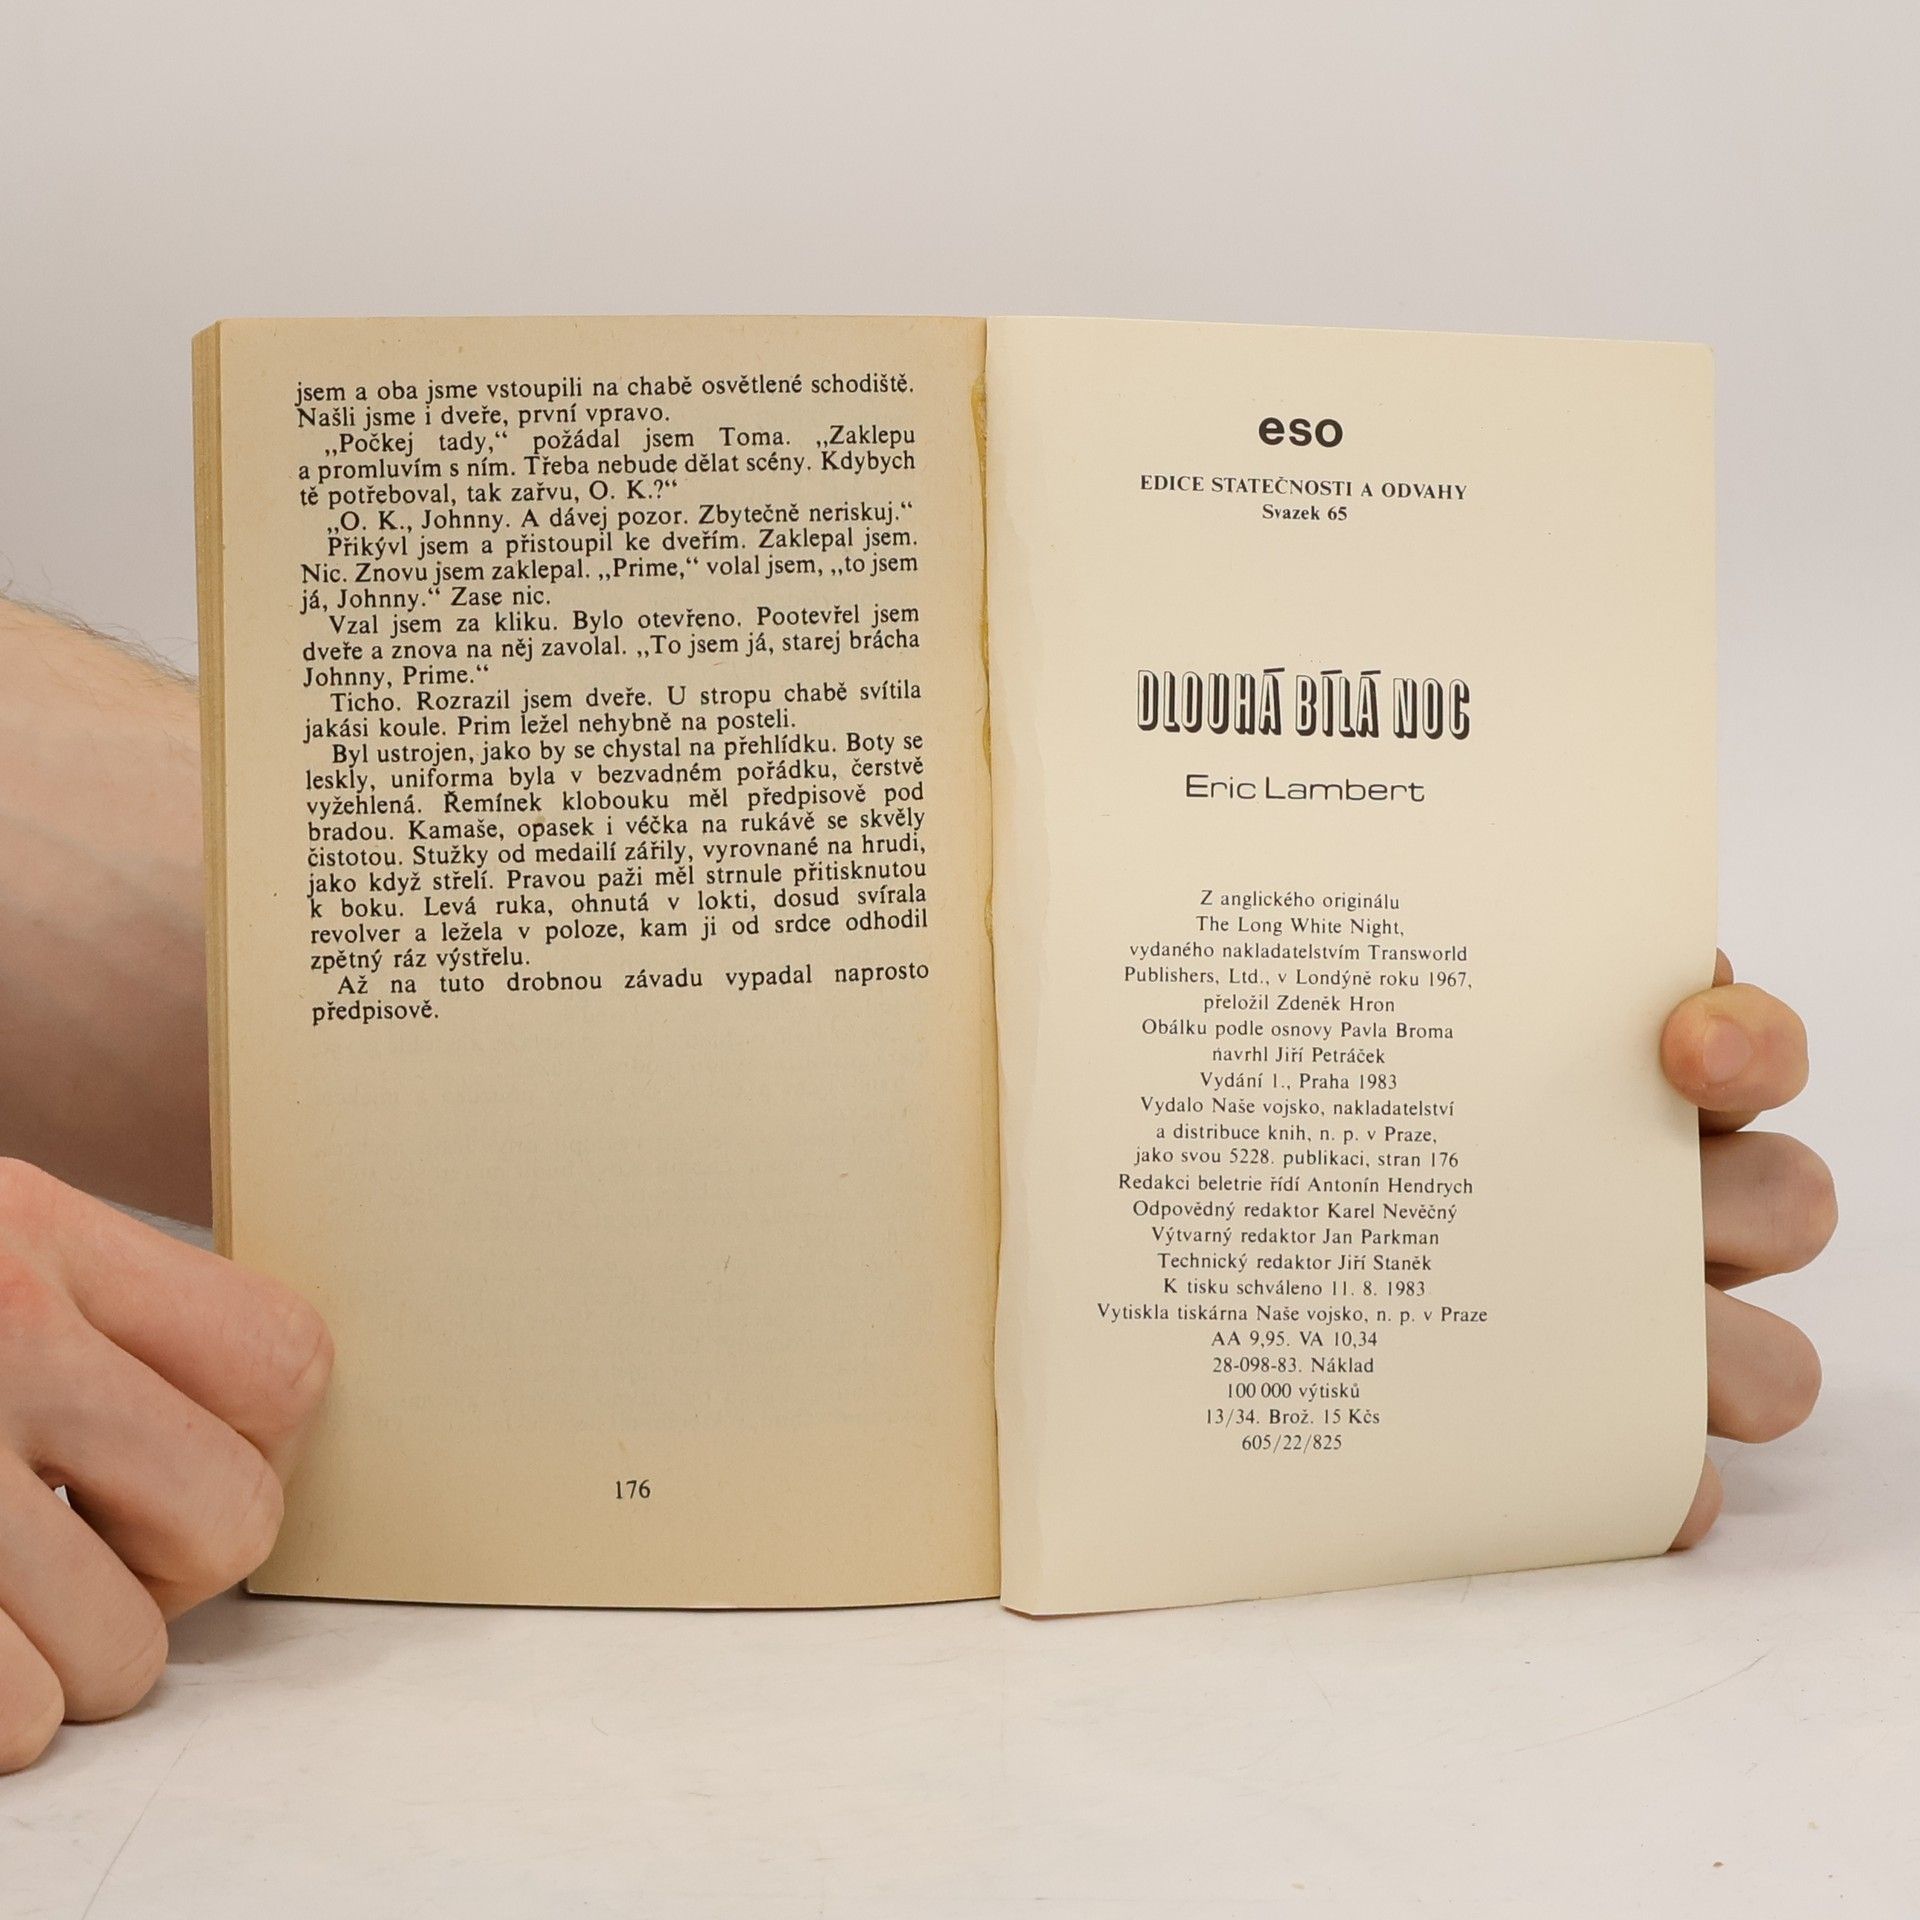 jsem a oba jsme vstoupili na chabě osvětlené schodiště.
Našli jsme i dveře, první vpravo.
„Počkej tady,“ požádal jsem Toma. „Zaklepu
a promluvím s ním. Třeba nebude dělat scény. Kdybych
tě potřeboval, tak zařvu, O. K.?“
„O. K., Johnny. A dávej pozor. Zbytečně neriskuj.“
Přikývl jsem a přistoupil ke dveřím. Zaklepal jsem.
Nic. Znovu jsem zaklepal. „Prime,“ volal jsem, „to jsem
já, Johnny.“ Zase nic.
Vzal jsem za kliku. Bylo otevřeno. Pootevřel jsem
dveře a znova na něj zavolal. „To jsem já, starej brácha
Johnny, Prime.“
Ticho. Rozrazil jsem dveře. U stropu chabě svítila
jakási koule. Prim ležel nehybně na posteli.
Byl ustrojen, jako by se chystal na přehlídku. Boty se
leskly, uniforma byla v bezvadném pořádku, čerstvě
vyžehlená. Řemínek klobouku měl předpisově pod
bradou. Kamaše, opasek i véčka na rukávě se skvěly
čistotou. Stužky od medailí zářily, vyrovnané na hrudi,
jako když střelí. Pravou paži měl strnule přitisknutou
k boku. Levá ruka, ohnutá v lokti, dosud svírala
revolver a ležela v poloze, kam ji od srdce odhodil
zpětný ráz výstřelu.
Až na tuto drobnou závadu vypadal naprosto
předpisově.
176
eso
EDICE STATEČNOSTI A ODVAHY
Svazek 65
DLOUHÁ BÍLÁ NOC
Eric Lambert
Z anglického originálu
The Long White Night,
vydaného nakladatelstvím Transworld
Publishers, Ltd., v Londýně roku 1967,
přeložil Zdeněk Hron
Obálku podle osnovy Pavla Broma
navrhl Jiří Petráček
Vydání 1., Praha 1983
Vydalo Naše vojsko, nakladatelství
a distribuce knih, n. p. v Praze,
jako svou 5228. publikaci, stran 176
Redakci beletrie řídí Antonín Hendrych
Odpovědný redaktor Karel Nevěčný
Výtvarný redaktor Jan Parkman
Technický redaktor Jiří Staněk
K tisku schváleno 11. 8. 1983
Vytiskla tiskárna Naše vojsko, n. p. v Praze
AA 9,95. VA 10,34
28-098-83. Náklad
100 000 výtisků
13/34. Brož. 15 Kčs
605/22/825